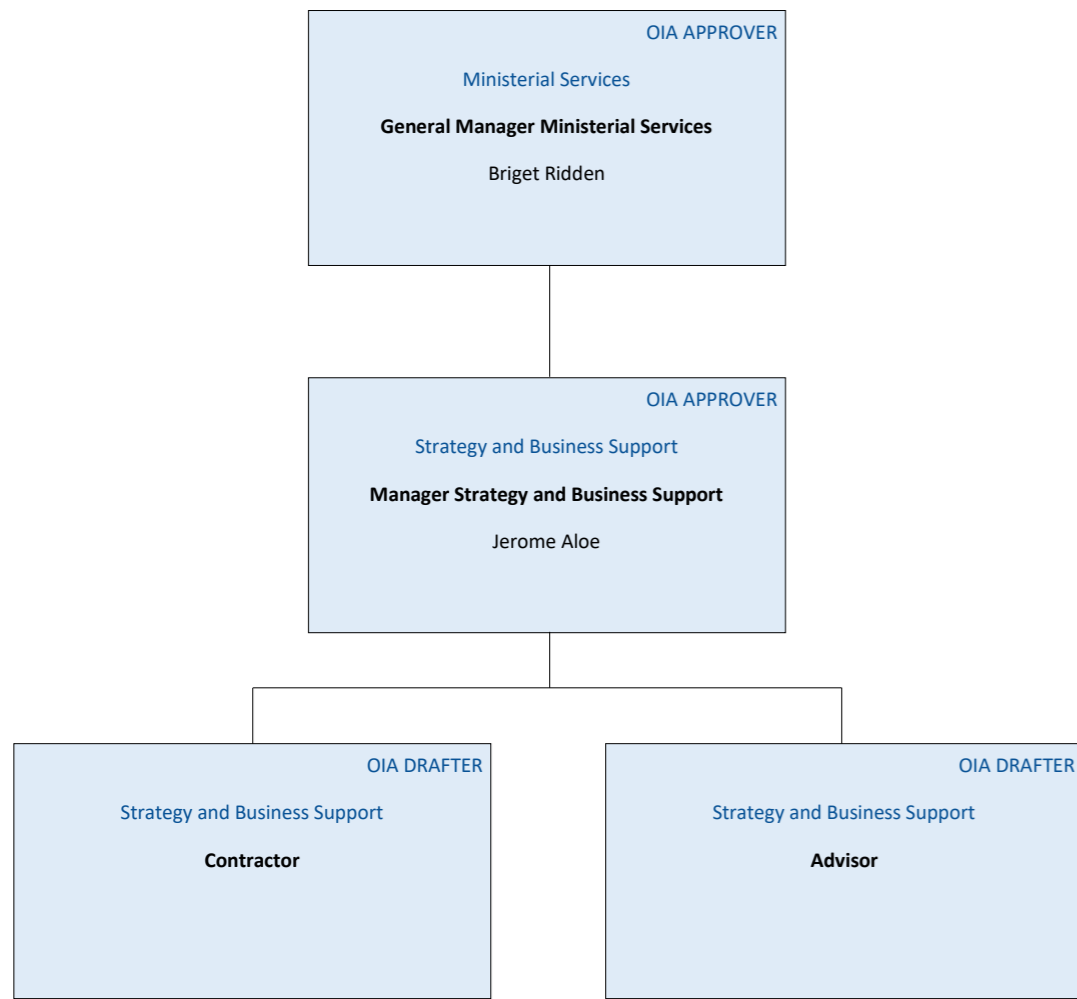 OIA APPROVER
Ministerial Services
General Manager Ministerial Services
Briget Ridden
OIA APPROVER
Strategy and Business Support
Manager Strategy and Business Support
Jerome Aloe
OIA DRAFTER
Strategy and Business Support
Contractor
OIA DRAFTER
Strategy and Business Support
Advisor